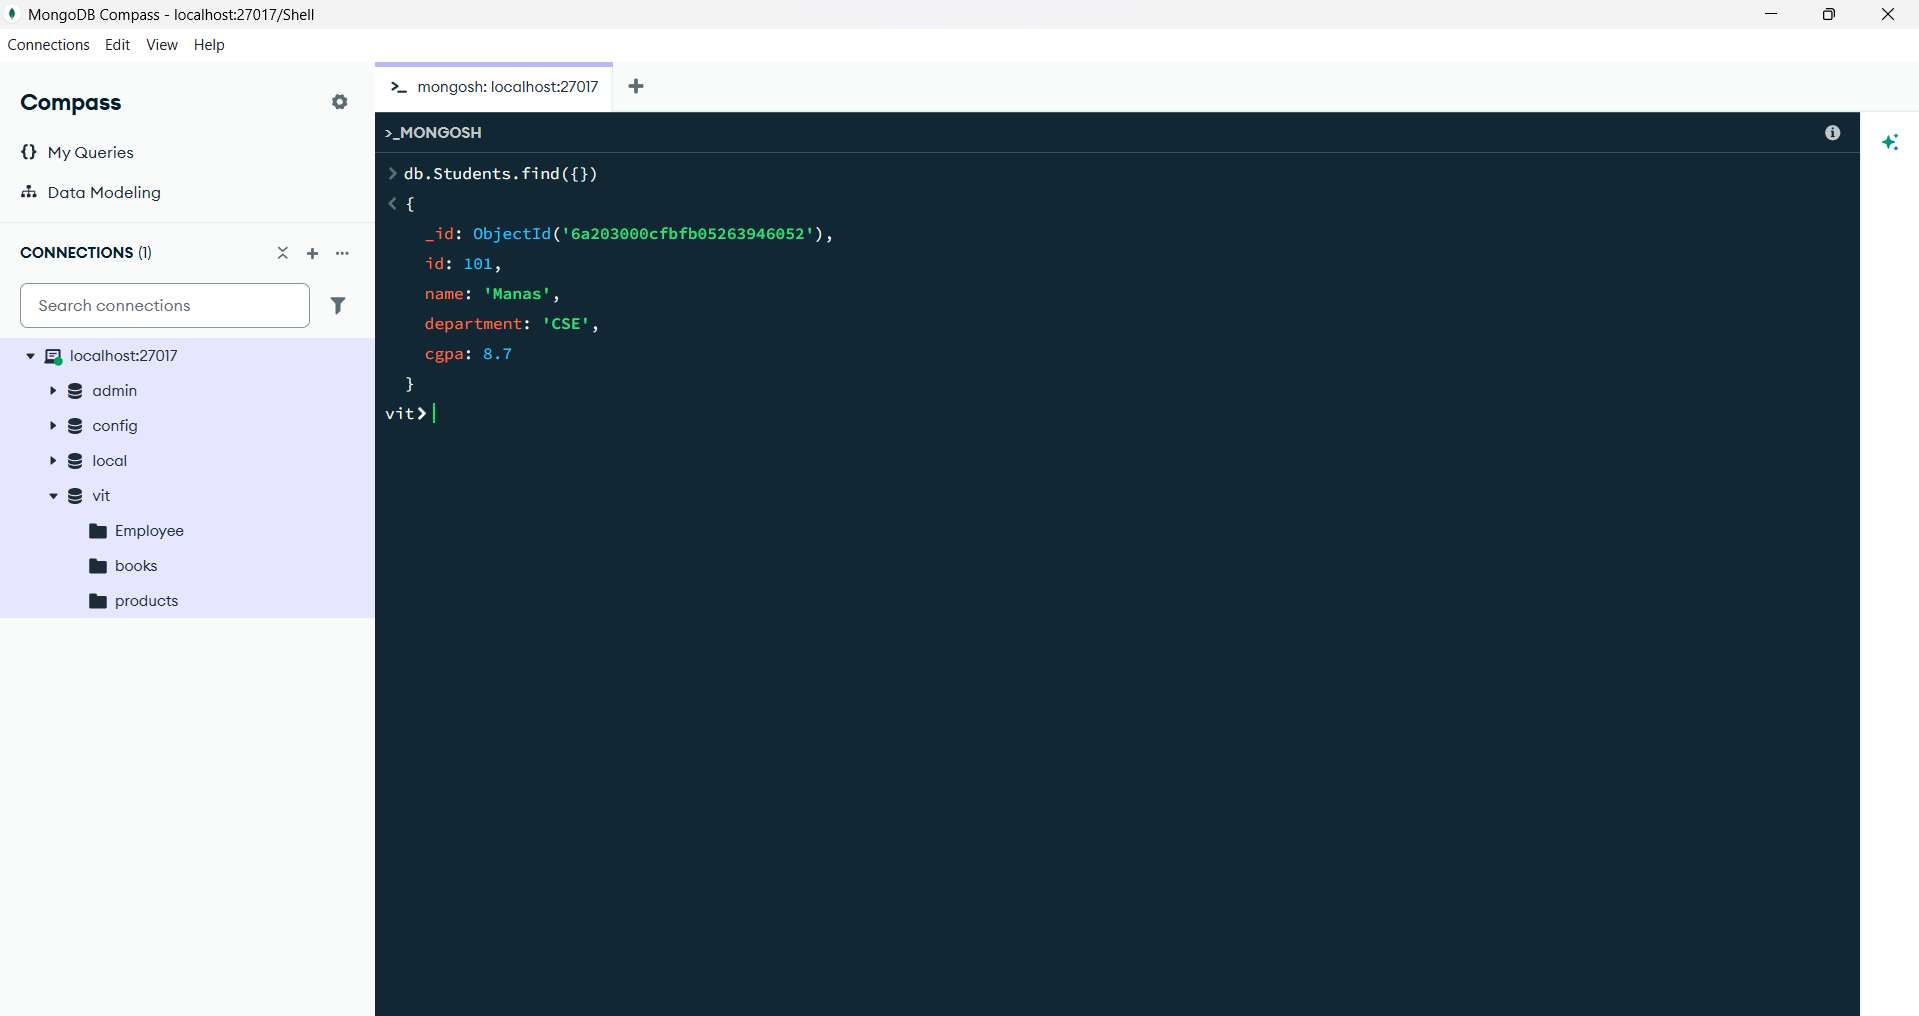 MongoDB Compass - localhost:27017/Shell
Connections Edit View Help
Compass
My Queries
Data Modeling
CONNECTIONS (1)
Search connections
localhost:27017
admin
config
local
vit
Employee
books
products
>_ mongosh: localhost:27017
>_MONGOSH
> db.Students.find({})
< {
_id: ObjectId('6a203000cfbfb05263946052'),
id: 101,
name: 'Manas',
department: 'CSE',
cgpa: 8.7
}
vit>